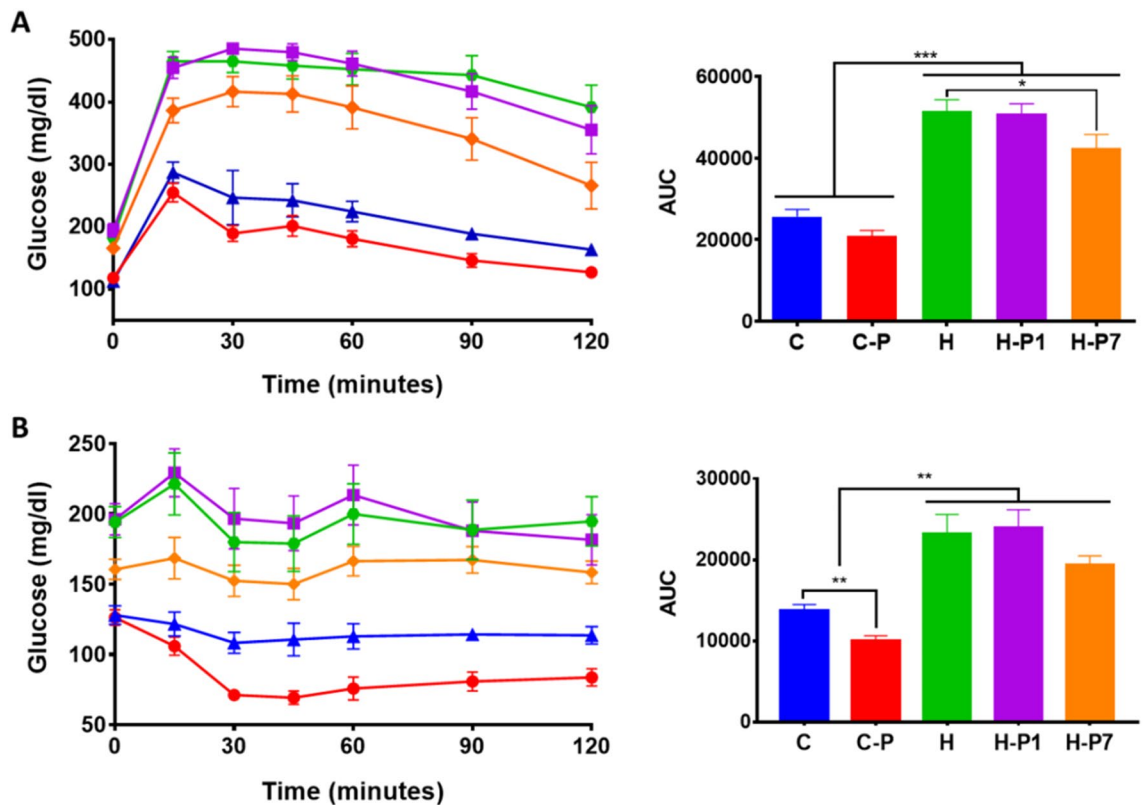 A
Glucose (mg/dl)
500
400
300
200
100
0 30 60 90 120
Time (minutes)
AUC
60000
40000
20000
0
***
*
C C-P H H-P1 H-P7
B
Glucose (mg/dl)
250
200
150
100
50
0 30 60 90 120
Time (minutes)
AUC
30000
20000
10000
0
**
**
C C-P H H-P1 H-P7